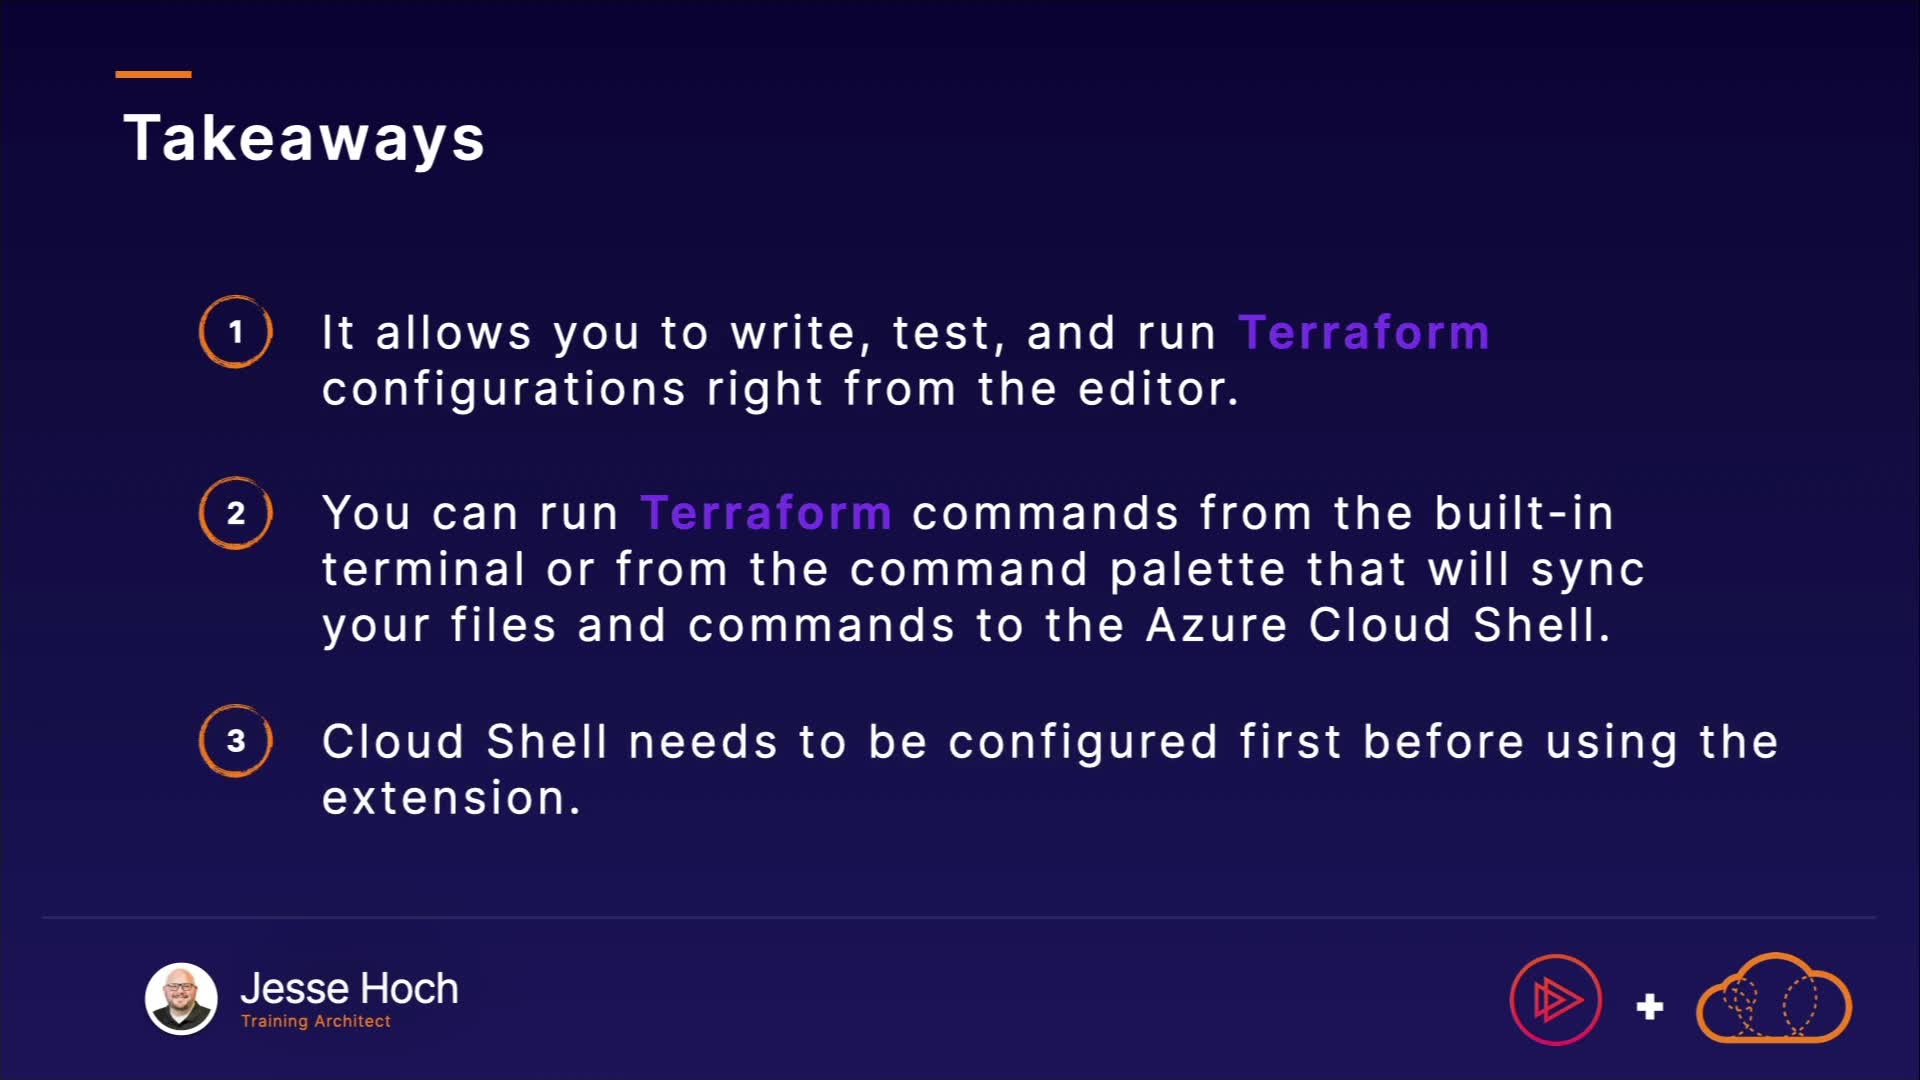 Takeaways
1
It allows you to write, test, and run Terraform
configurations right from the editor.
2
You can run Terraform commands from the built-in
terminal or from the command palette that will sync
your files and commands to the Azure Cloud Shell.
3
Cloud Shell needs to be configured first before using the
extension.
Jesse Hoch
Training Architect